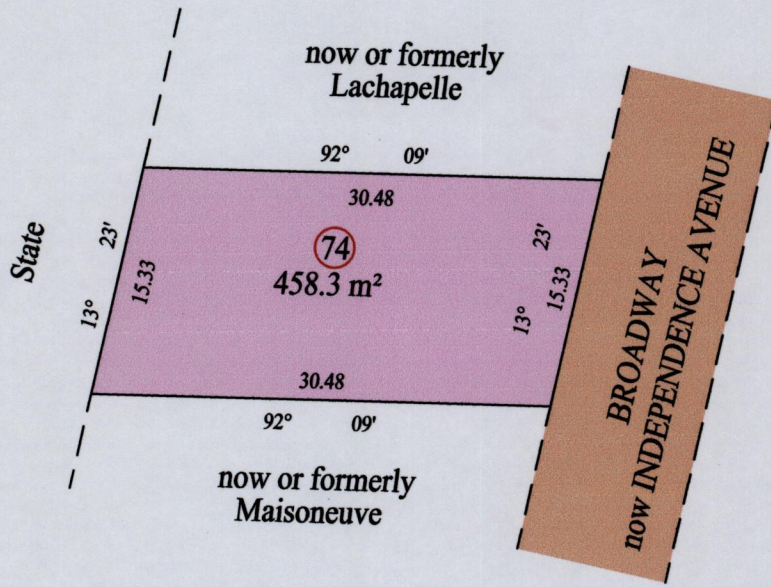 now or formerly
Lachapelle
92° 09'
30.48
State
13° 23'
15.33
74
458.3 m²
13° 23'
15.33
30.48
92° 09'
now or formerly
Maisoneuve
BROADWAY
now INDEPENDENCE AVENUE